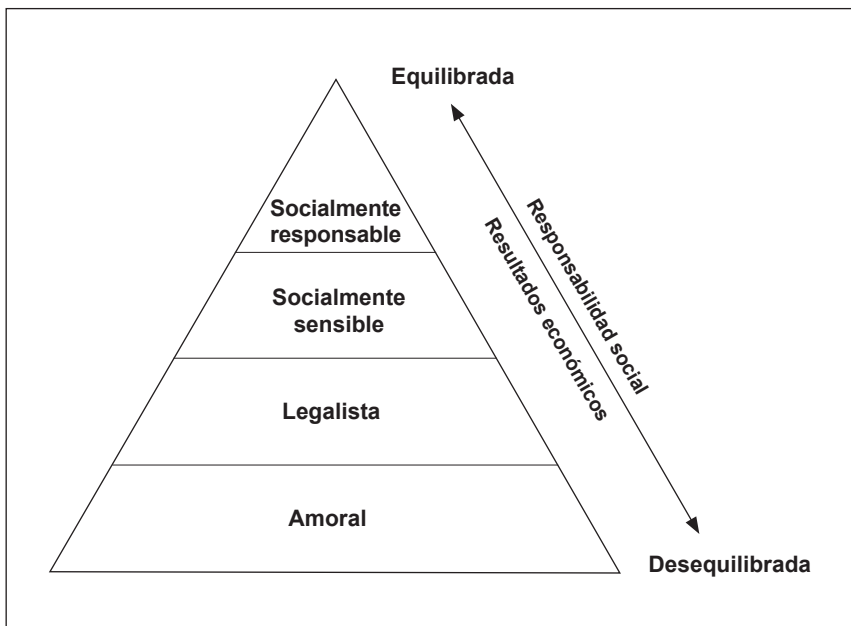 Equilibrada
Socialmente
responsable
Responsabilidad social
Resultados económicos
Socialmente
sensible
Legalista
Amoral
Desequilibrada